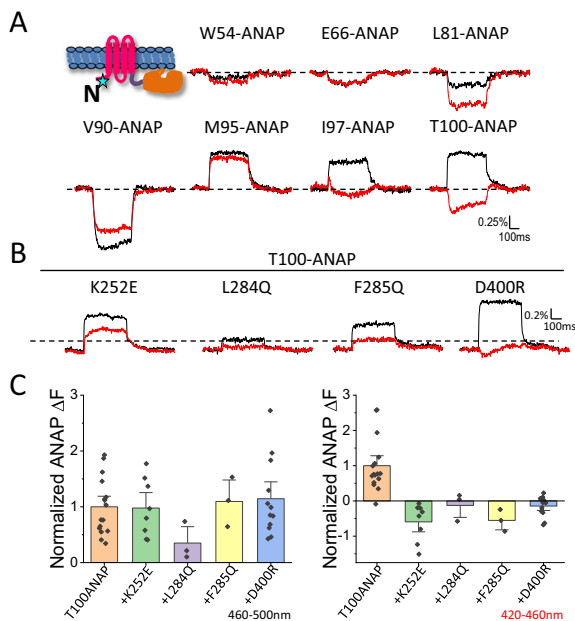 A
W54-ANAP E66-ANAP L81-ANAP
N
V90-ANAP M95-ANAP I97-ANAP T100-ANAP
0.25%
100ms
B
T100-ANAP
K252E L284Q F285Q D400R
0.2%
100ms
C
Normalized ANAP ΔF
3
2
1
0
T100ANAP
+K252E
+L284Q
+F285Q
+D400R
460-500nm
Normalized ANAP ΔF
3
2
1
0
-1
T100ANAP
+K252E
+L284Q
+F285Q
+D400R
420-460nm